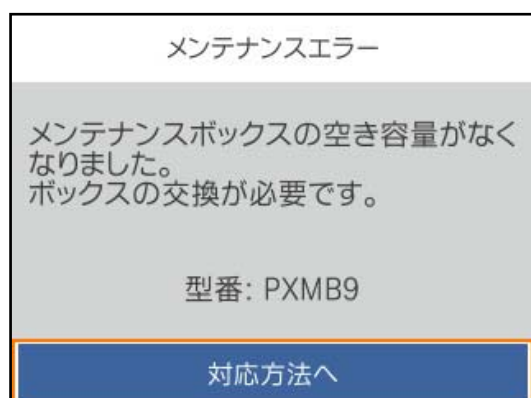 メンテナンスエラー
メンテナンスボックスの空き容量がなく
なりました。
ボックスの交換が必要です。
型番: PXMB9
対応方法へ